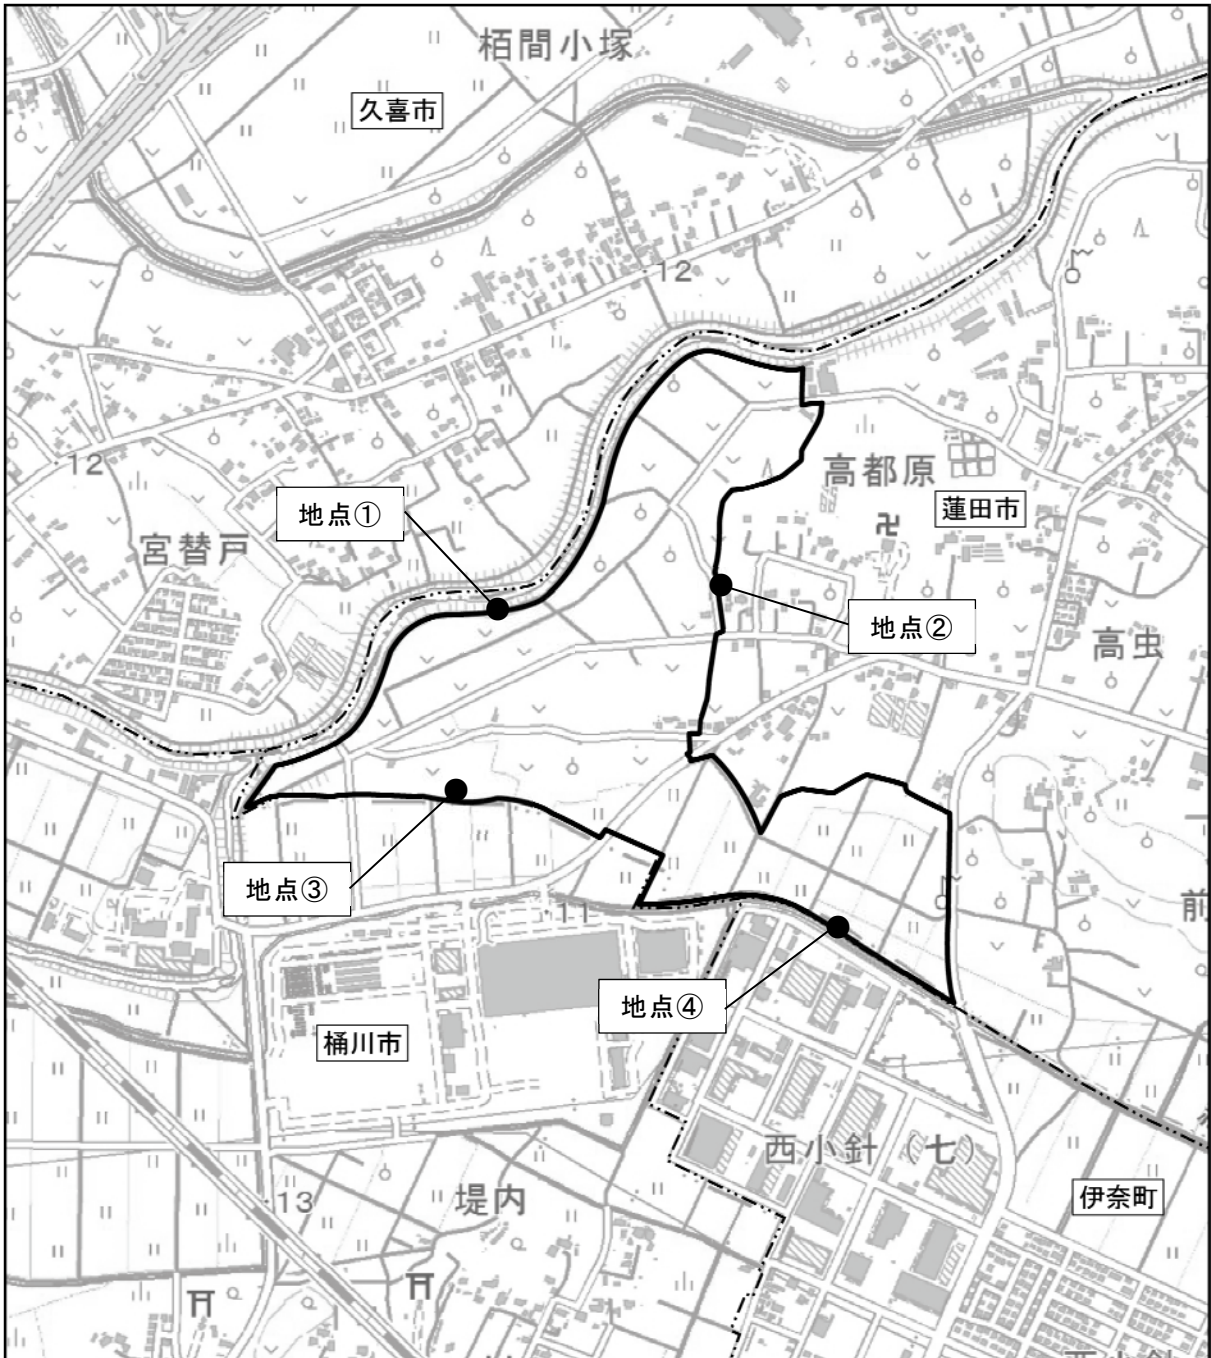 栢間小塚
久喜市
・12
・12
高都原
蓮田市
地点①
宮替戸
地点②
高虫
地点③
前
・11
地点④
桶川市
西小針（七）
伊奈町
堤内
・13